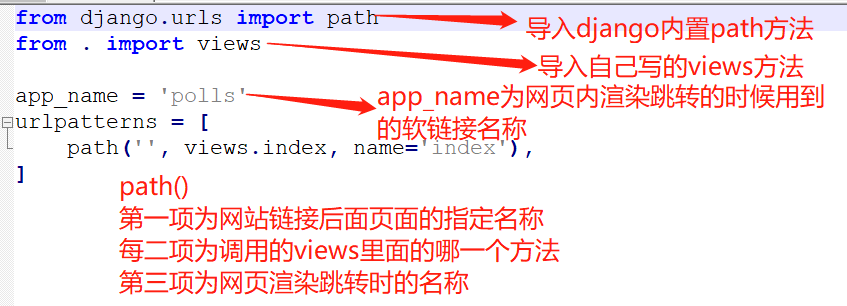 from django.urls import path
导入django内置path方法
from . import views
导入自己写的views方法
app_name = 'polls'
app_name为网页内渲染跳转的时候用到
的软链接名称
urlpatterns = [
path('', views.index, name='index'),
]
path()
第一项为网站链接后面页面的指定名称
每二项为调用的views里面的哪一个方法
第三项为网页渲染跳转时的名称